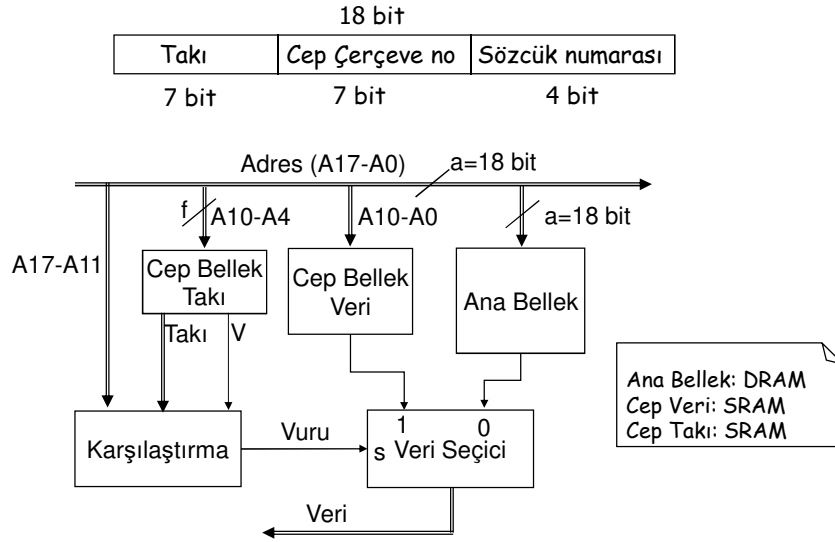 18 bit
Takı Cep Çerçeve no Sözcük numarası
7 bit 7 bit 4 bit
Adres (A17-A0) a=18 bit
f A10-A4 A10-A0 a=18 bit
A17-A11
Cep Bellek
Takı
Cep Bellek
Veri
Ana Bellek
Takı V
Ana Bellek: DRAM
Cep Veri: SRAM
Cep Takı: SRAM
Karşılaştırma
Vuru
1 0
s Veri Seçici
Veri